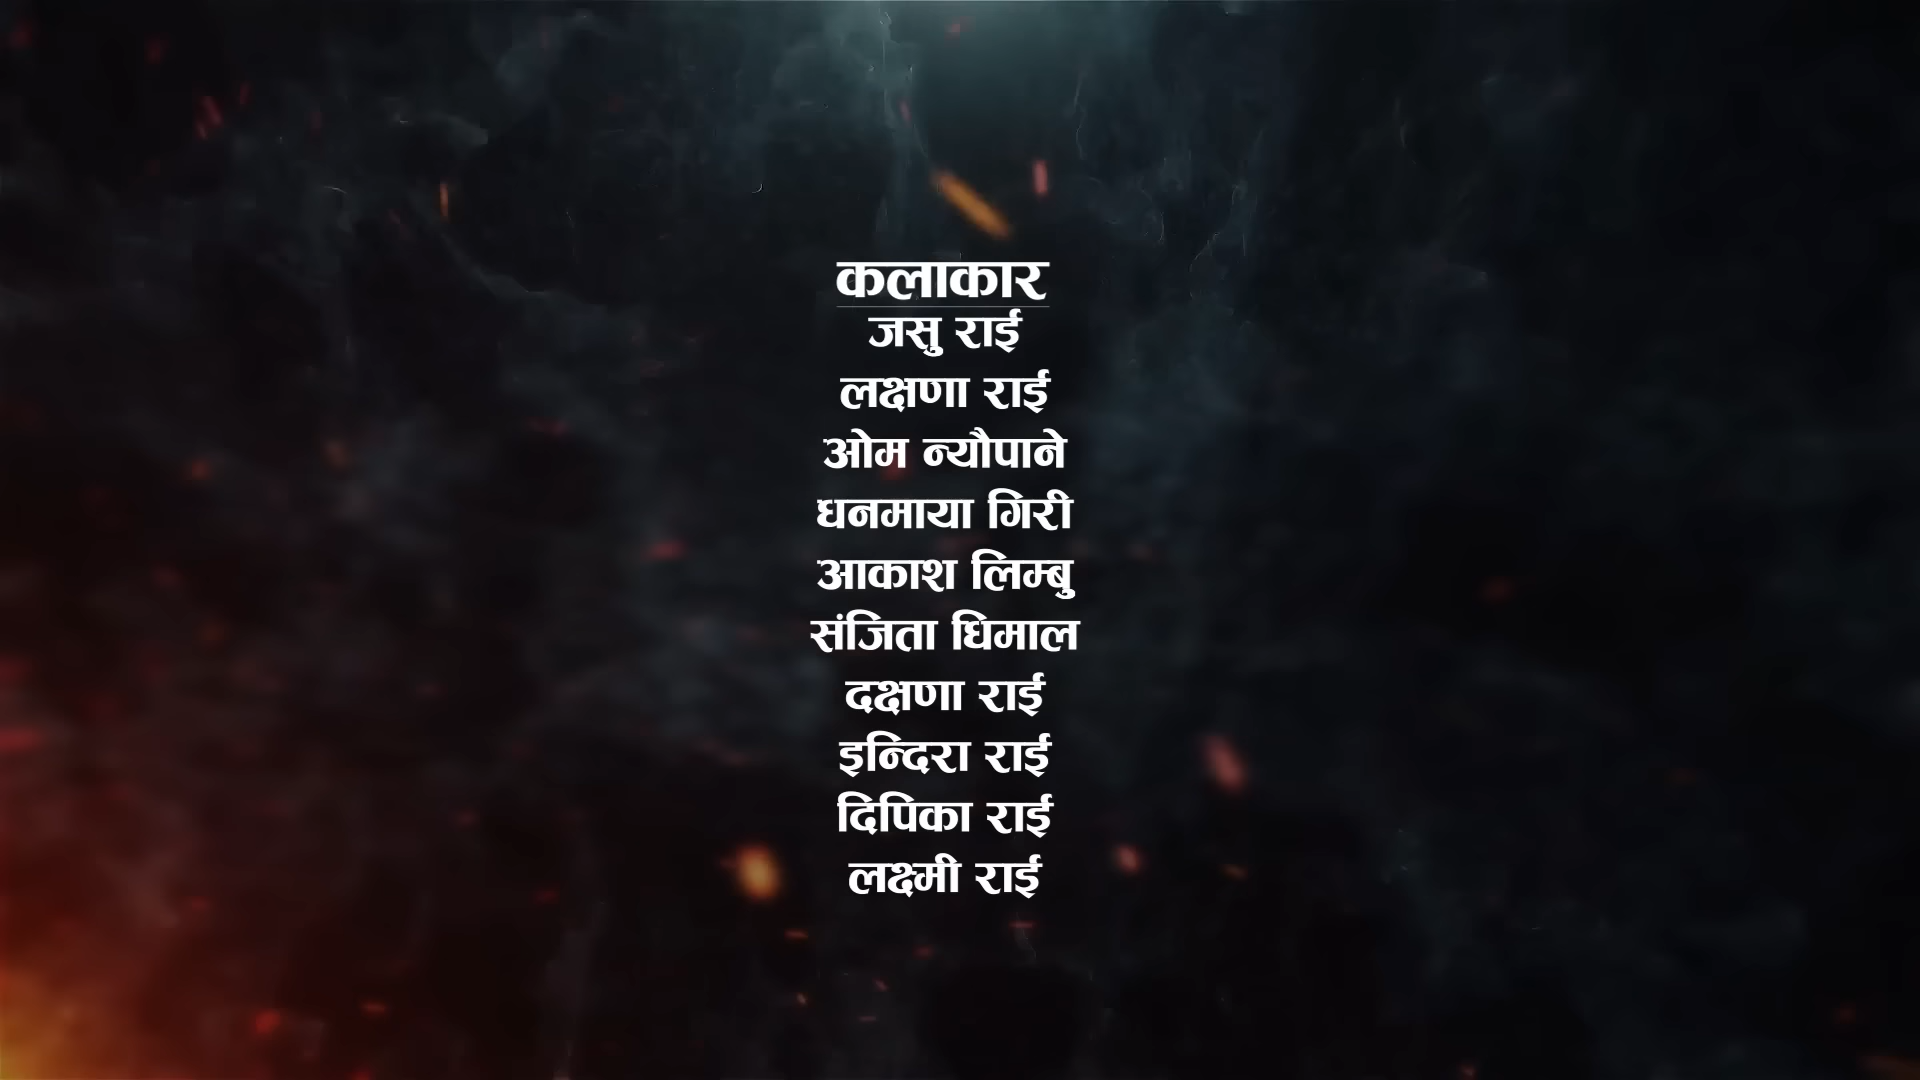 कलाकार
जसु राई
लक्षणा राई
ओम न्यौपाने
धनमाया गिरी
आकाश लिम्बु
संजिता धिमाल
दक्षणा राई
इन्दिरा राई
दिपिका राई
लक्ष्मी राई